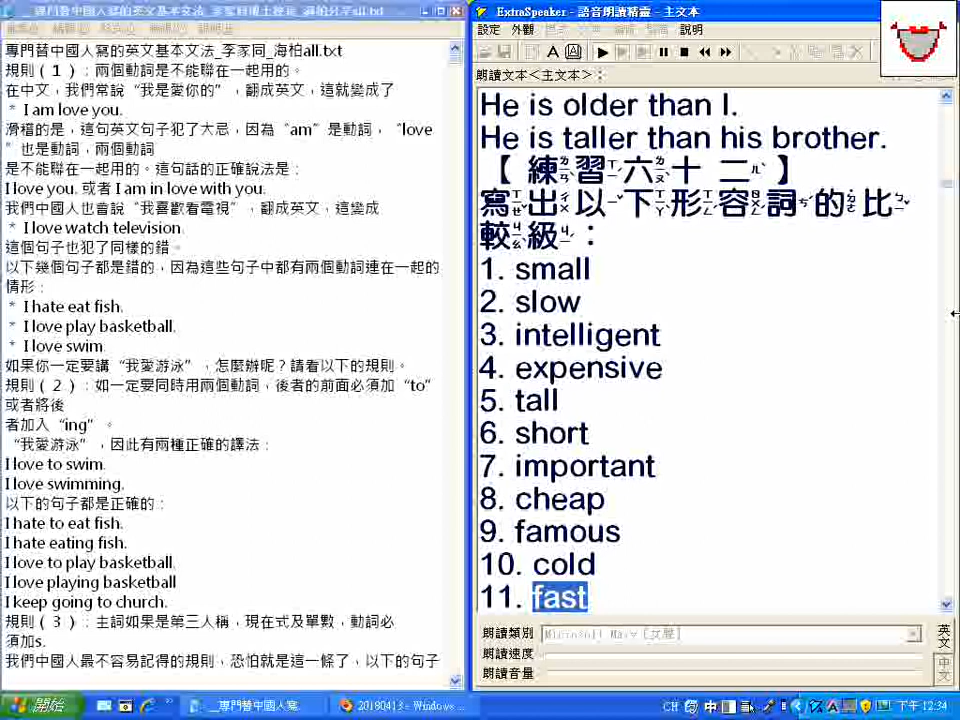 專門替中國人寫的英文基本文法_李家同_海柏all.txt
規則(1):兩個動詞是不能聯在一起用的。
在中文,我們常說“我是愛你的”,翻成英文,這就變成了
* I am love you.
滑稽的是,這句英文句子犯了大忌,因為“am”是動詞,“love
”也是動詞,兩個動詞
是不能聯在一起用的。這句話的正確說法是:
I love you. 或者 I am in love with you.
我們中國人也會說“我喜歡看電視”,翻成英文,這變成
* I love watch television.
這個句子也犯了同樣的錯。
以下幾個句子都是錯的,因為這些句子中都有兩個動詞連在一起的
情形:
* I hate eat fish.
* I love play basketball.
* I love swim.
如果你一定要講“我愛游泳”,怎麼辦呢?請看以下的規則。
規則(2):如一定要同時用兩個動詞,後者的前面必須加“to”
或者將後
者加入“ing”。
“我愛游泳”,因此有兩種正確的譯法:
I love to swim.
I love swimming.
以下的句子都是正確的:
I hate to eat fish.
I hate eating fish.
I love to play basketball.
I love playing basketball
I keep going to church.
規則(3):主詞如果是第三人稱,現在式及單數,動詞必
須加s.
我們中國人最不容易記得的規則,恐怕就是這一條了,以下的句子
ExtraSpeaker - 語音朗讀精靈 - 主文本
設定 外觀 說明
朗讀文本<主文本>:
He is older than I.
He is taller than his brother.
【練習六十二】
寫出以下形容詞的比
較級:
1. small
2. slow
3. intelligent
4. expensive
5. tall
6. short
7. important
8. cheap
9. famous
10. cold
11. fast
朗讀類別
朗讀速度
朗讀音量
英文
中文
開始
_專門替中國人寫...
20180413 - Windows ...
CH
中
下午 12:34